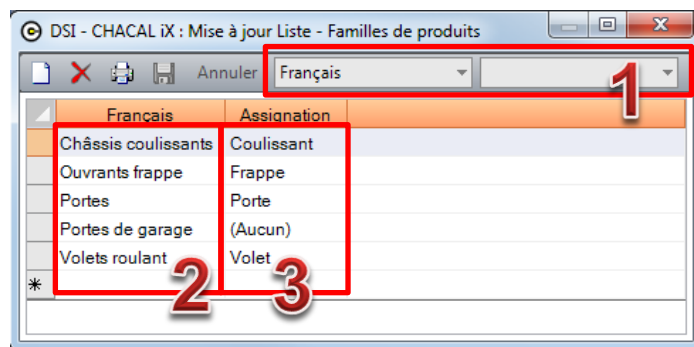 DSI - CHACAL iX : Mise à jour Liste - Familles de produits
Annuler Français
1
Français Assignation
Châssis coulissants Coulissant
Ouvrants frappe Frappe
Portes Porte
Portes de garage (Aucun)
Volets roulant Volet
2 3